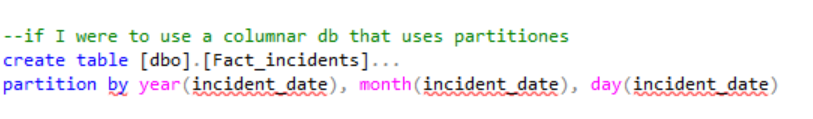 --if I were to use a columnar db that uses partitiones
create table [dbo].[Fact_incidents]...
partition by year(incident_date), month(incident_date), day(incident_date)